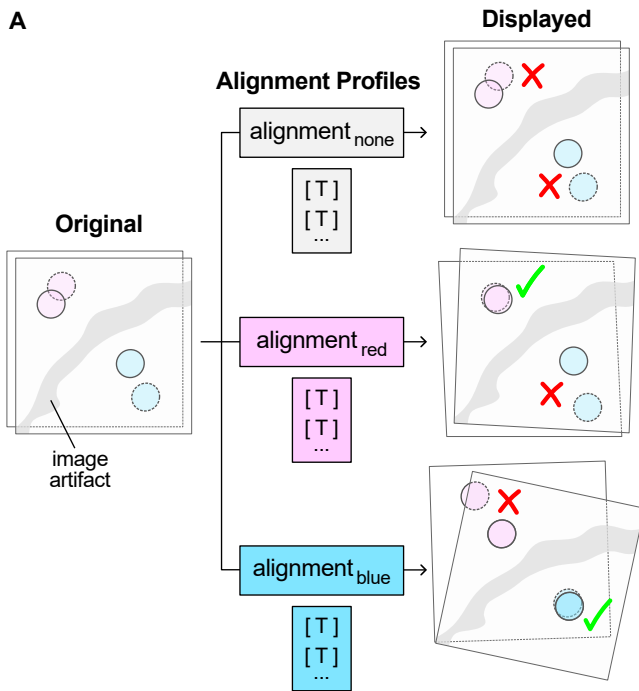 A
Displayed
Alignment Profiles
alignment none
[ T ]
[ T ]
...
Original
image
artifact
alignment red
[ T ]
[ T ]
...
alignment blue
[ T ]
[ T ]
...